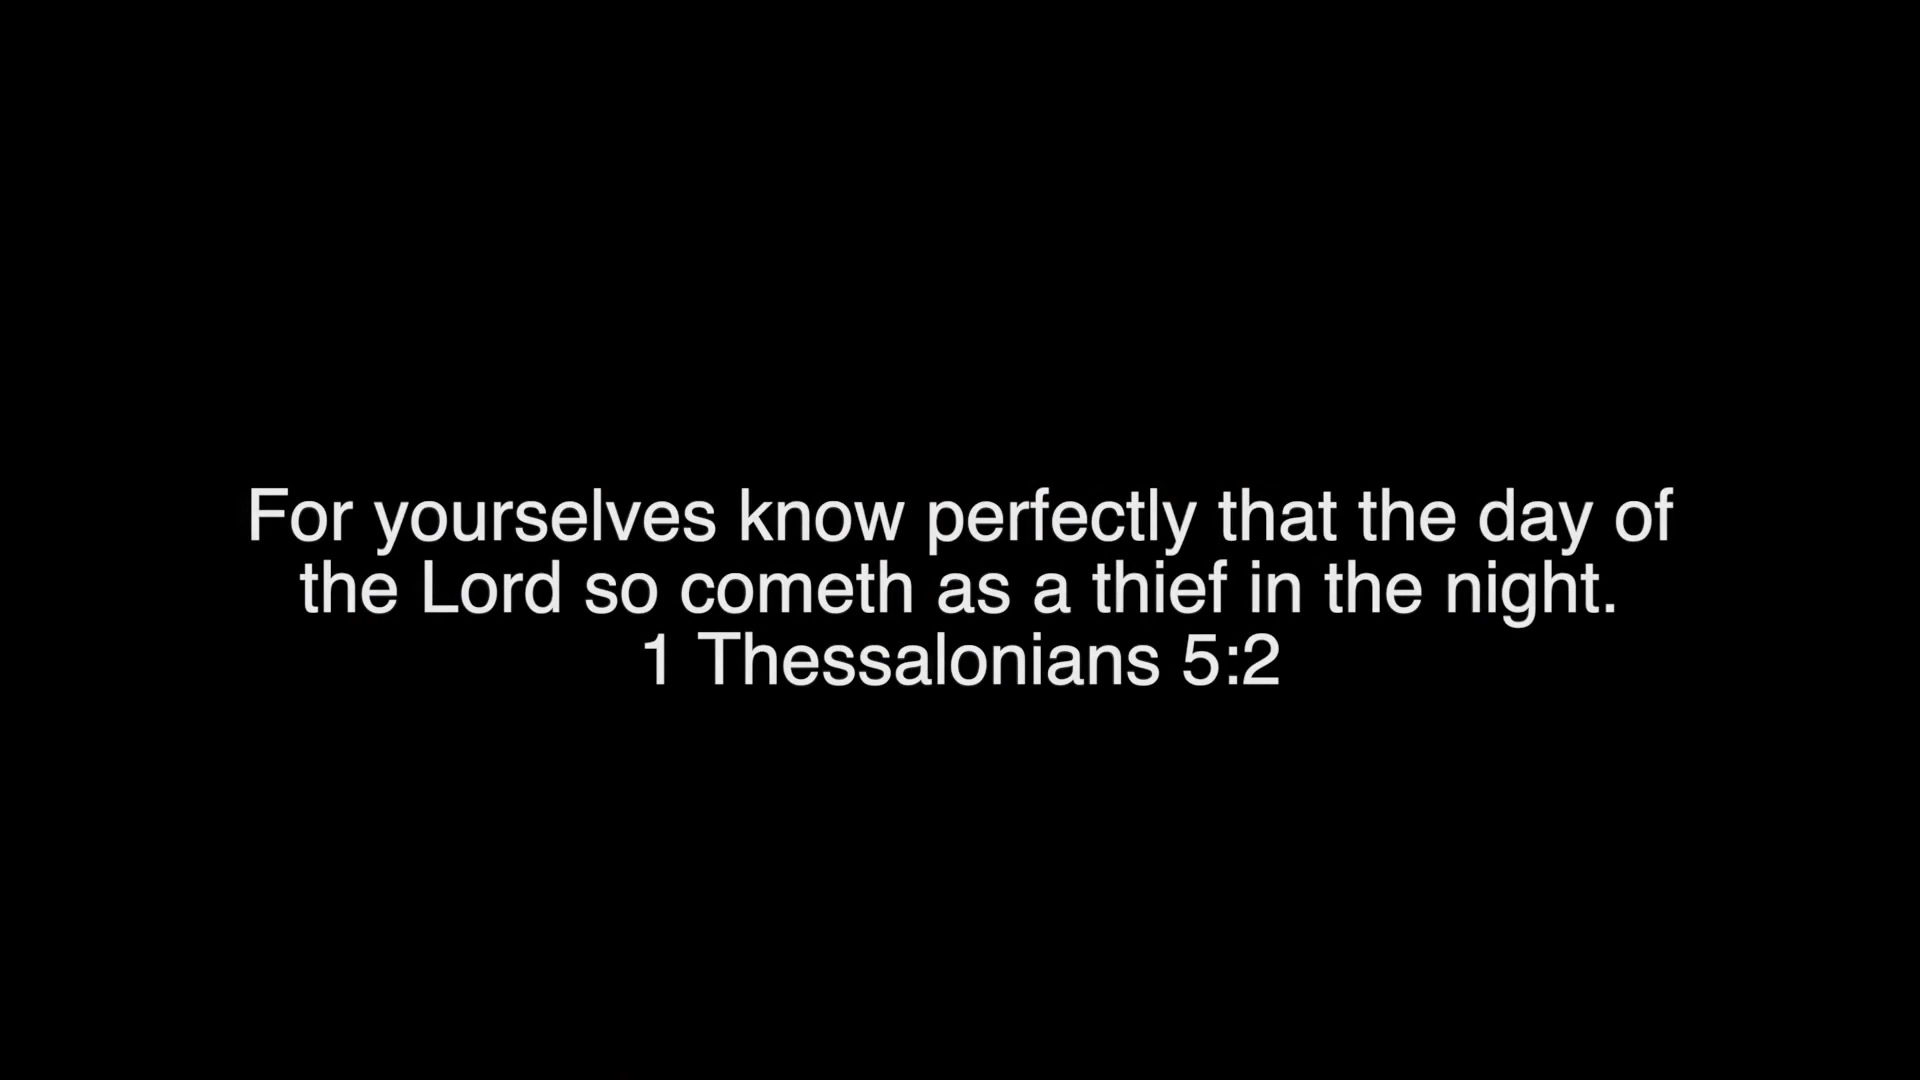 For yourselves know perfectly that the day of
the Lord so cometh as a thief in the night.
1 Thessalonians 5:2